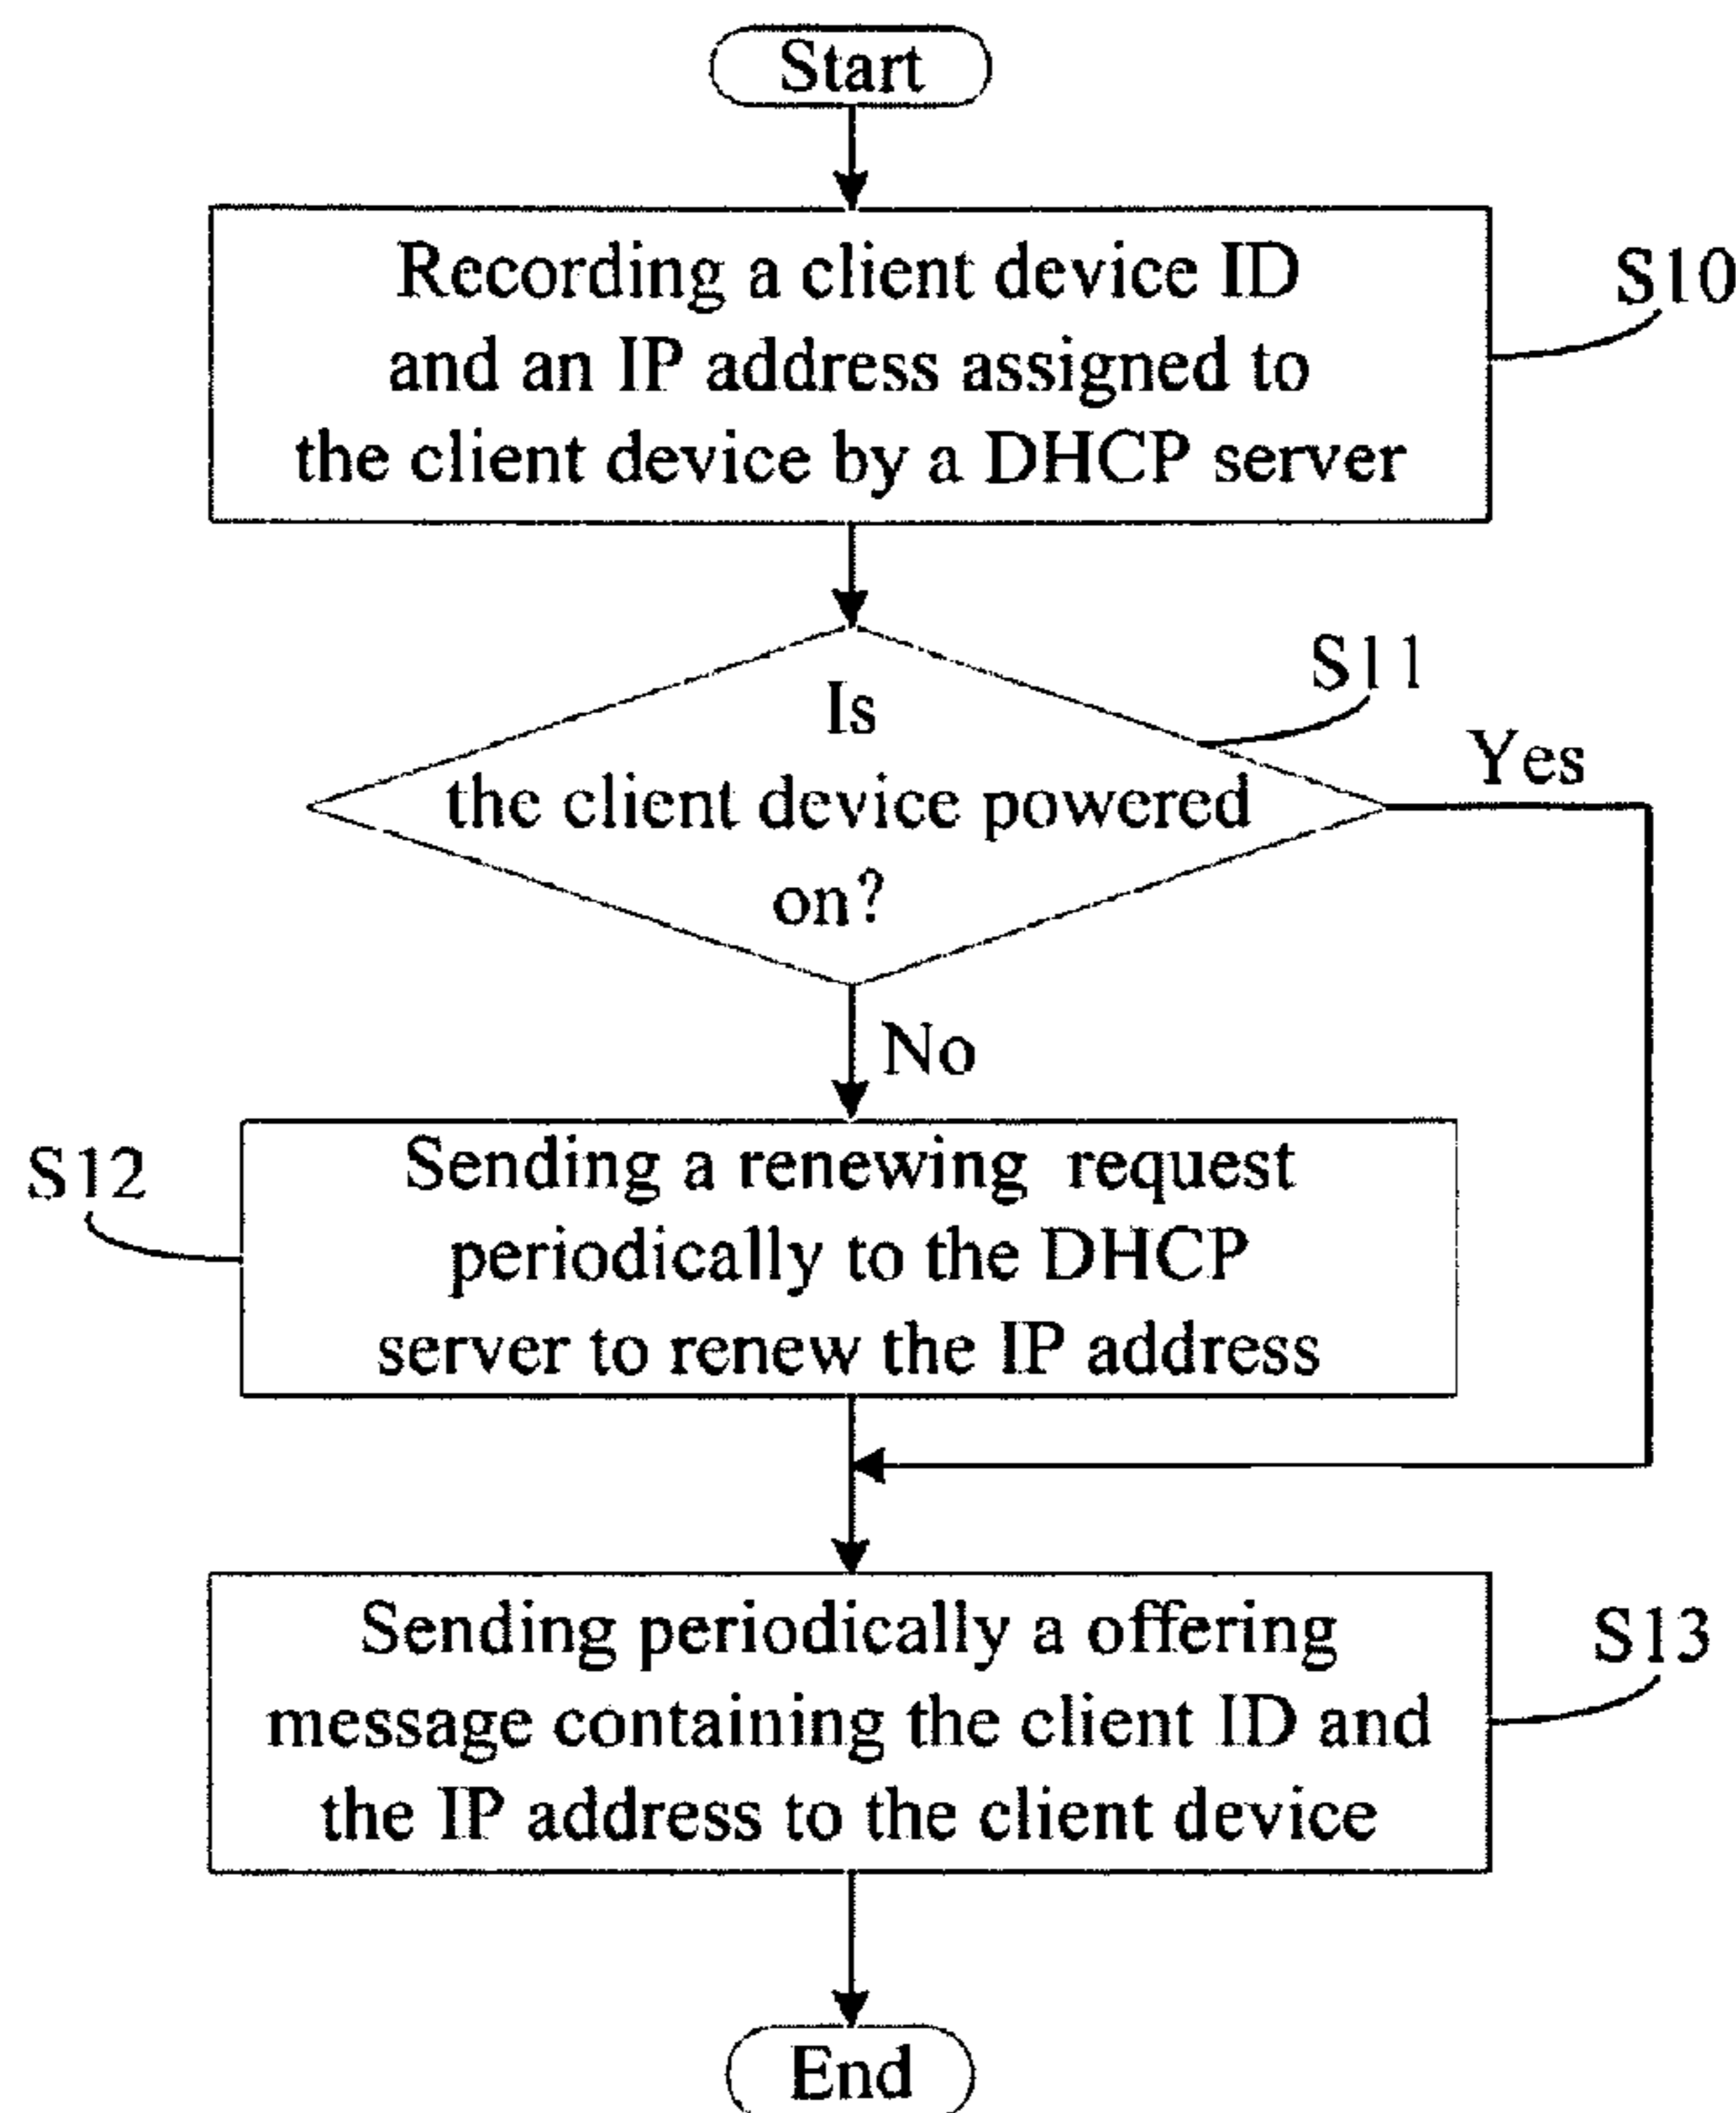 Start
Recording a client device ID
and an IP address assigned to
the client device by a DHCP server
S10
Is
the client device powered
on?
S11
Yes
No
S12
Sending a renewing request
periodically to the DHCP
server to renew the IP address
Sending periodically a offering
message containing the client ID and
the IP address to the client device
S13
End